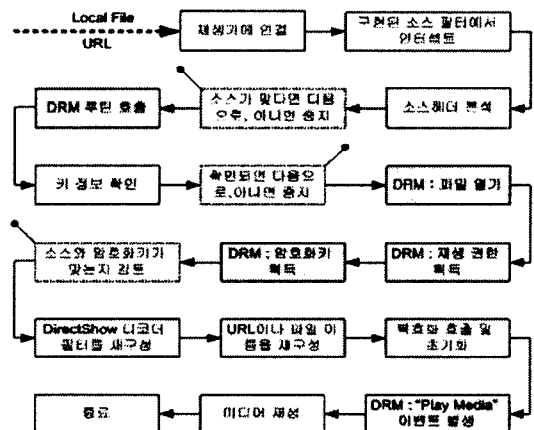 Local File
URL
재생기에 연결
구현된 소스 필터에서
인터셉트
소스헤더 분석
소스가 맞다면 다음
으로, 아니면 중지
DRM 루틴 호출
키 정보 확인
확인되면 다음으
로,아니면 중지
DRM : 파일 열기
DRM : 재생 권한
획득
DRM : 암호화키
획득
소스와 암호화키가
맞는지 검토
DirectShow 디코더
필터를 재구성
URL이나 파일 이
름을 재구성
복호화 호출 및
초기화
DRM : "Play Media"
이벤트 발생
미디어 재생
종료